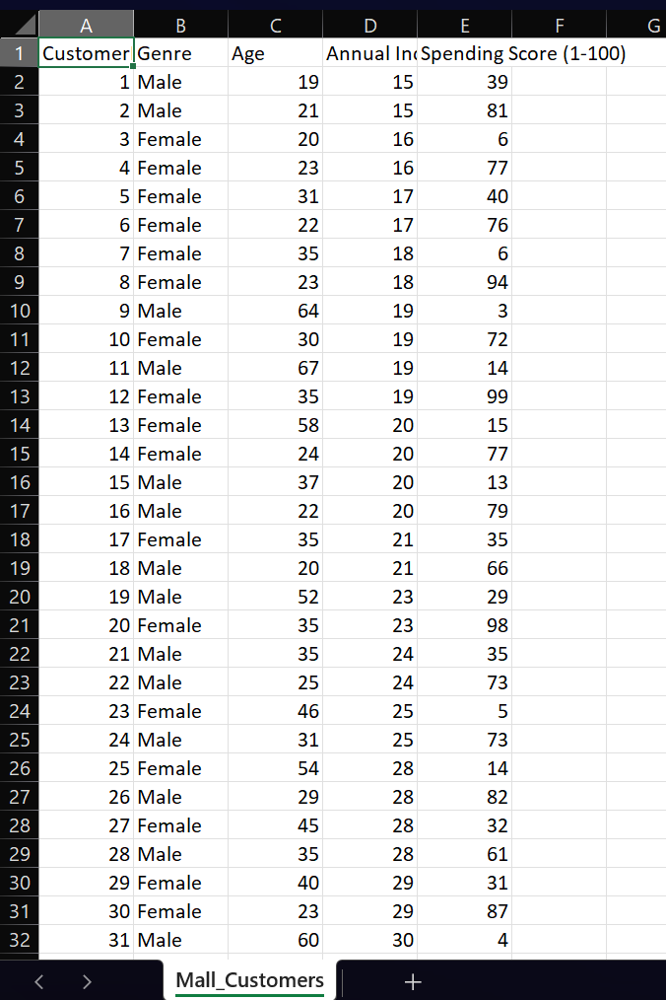 A B C D E F G
1 Customer Genre Age Annual Inc Spending Score (1-100)
2 1 Male 19 15 39
3 2 Male 21 15 81
4 3 Female 20 16 6
5 4 Female 23 16 77
6 5 Female 31 17 40
7 6 Female 22 17 76
8 7 Female 35 18 6
9 8 Female 23 18 94
10 9 Male 64 19 3
11 10 Female 30 19 72
12 11 Male 67 19 14
13 12 Female 35 19 99
14 13 Female 58 20 15
15 14 Female 24 20 77
16 15 Male 37 20 13
17 16 Male 22 20 79
18 17 Female 35 21 35
19 18 Male 20 21 66
20 19 Male 52 23 29
21 20 Female 35 23 98
22 21 Male 35 24 35
23 22 Male 25 24 73
24 23 Female 46 25 5
25 24 Male 31 25 73
26 25 Female 54 28 14
27 26 Male 29 28 82
28 27 Female 45 28 32
29 28 Male 35 28 61
30 29 Female 40 29 31
31 30 Female 23 29 87
32 31 Male 60 30 4
Mall_Customers